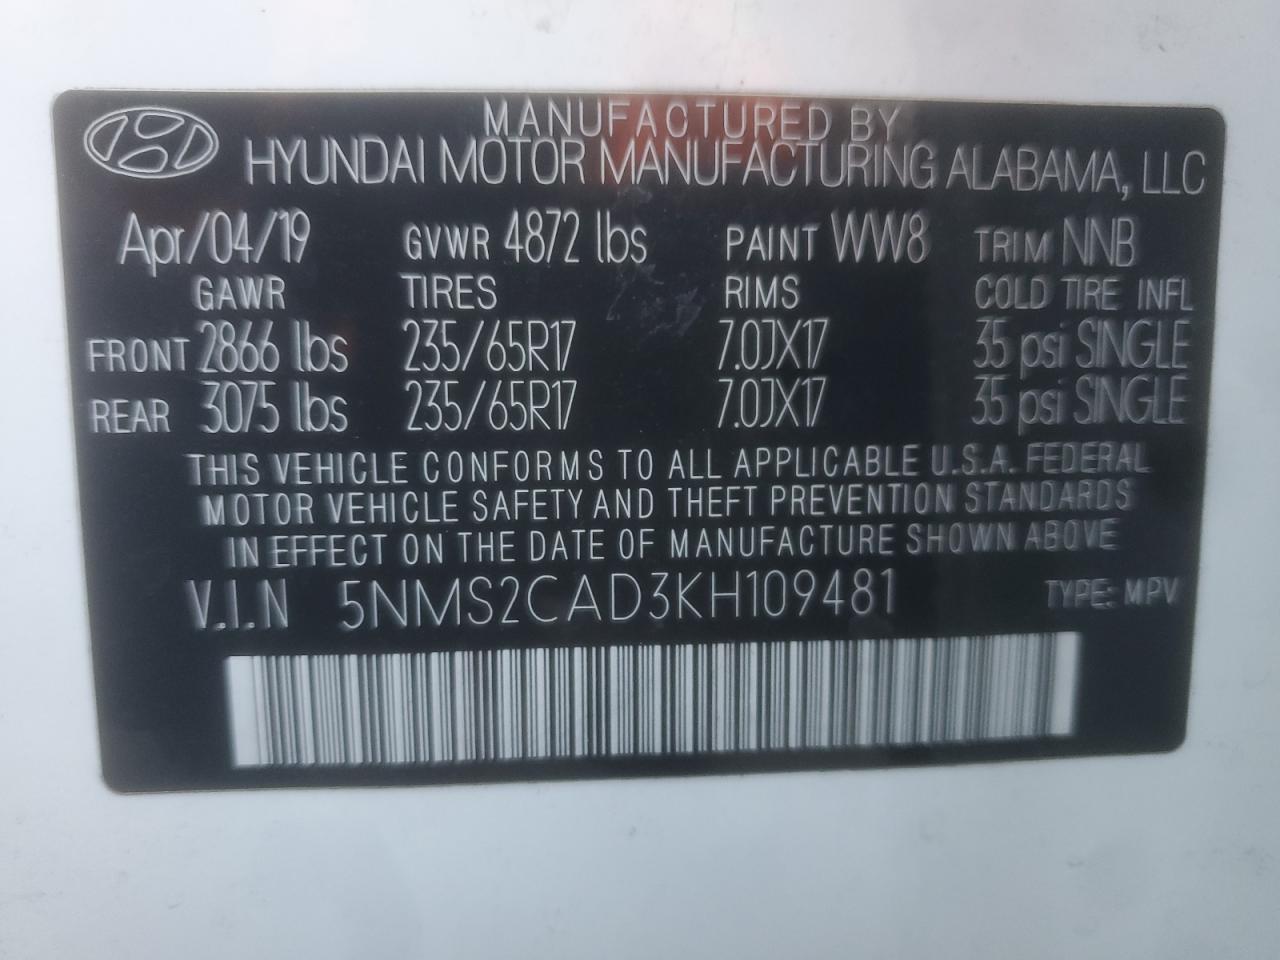 MANUFACTURED BY
HYUNDAI MOTOR MANUFACTURING ALABAMA, LLC
Apr/04/19 GVWR 4872 lbs PAINT WW8 TRIM NNB
GAWR TIRES RIMS COLD TIRE INFL
FRONT 2866 lbs 235/65R17 7.0JX17 35 psi SINGLE
REAR 3075 lbs 235/65R17 7.0JX17 35 psi SINGLE
THIS VEHICLE CONFORMS TO ALL APPLICABLE U.S.A. FEDERAL
MOTOR VEHICLE SAFETY AND THEFT PREVENTION STANDARDS
IN EFFECT ON THE DATE OF MANUFACTURE SHOWN ABOVE
V.I.N 5NMS2CAD3KH109481 TYPE: MPV